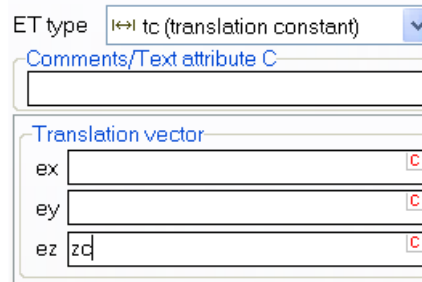 ET type tc (translation constant)
Comments/Text attribute C
Translation vector
ex C
ey C
ez zc C